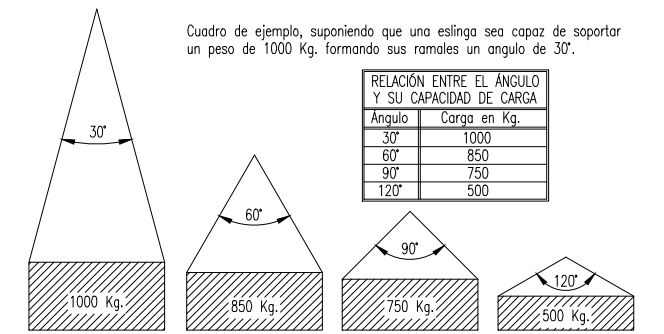 Cuadro de ejemplo, suponiendo que una eslinga sea capaz de soportar
un peso de 1000 Kg. formando sus ramales un angulo de 30°.
RELACIÓN ENTRE EL ÁNGULO
Y SU CAPACIDAD DE CARGA
Ángulo Carga en Kg.
30° 1000
60° 850
90° 750
120° 500
30°
60°
90°
120°
1000 Kg.
850 Kg.
750 Kg.
500 Kg.